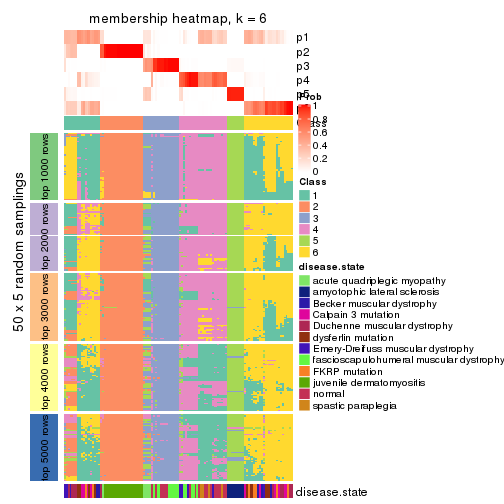 membership heatmap, k = 6
p1
p2
p3
p4
p5
Prob
1
0.8
0.6
0.4
0.2
0
Class
1
2
3
4
5
6
disease.state
acute quadriplegic myopathy
amyotrophic lateral sclerosis
Becker muscular dystrophy
Calpain 3 mutation
Duchenne muscular dystrophy
dysferlin mutation
Emery-Dreifuss muscular dystrophy
fascioscapulohumeral muscular dystrophy
FKRP mutation
juvenile dermatomyositis
normal
spastic paraplegia
50 x 5 random samplings
top 1000 rows
top 2000 rows
top 3000 rows
top 4000 rows
top 5000 rows
disease.state